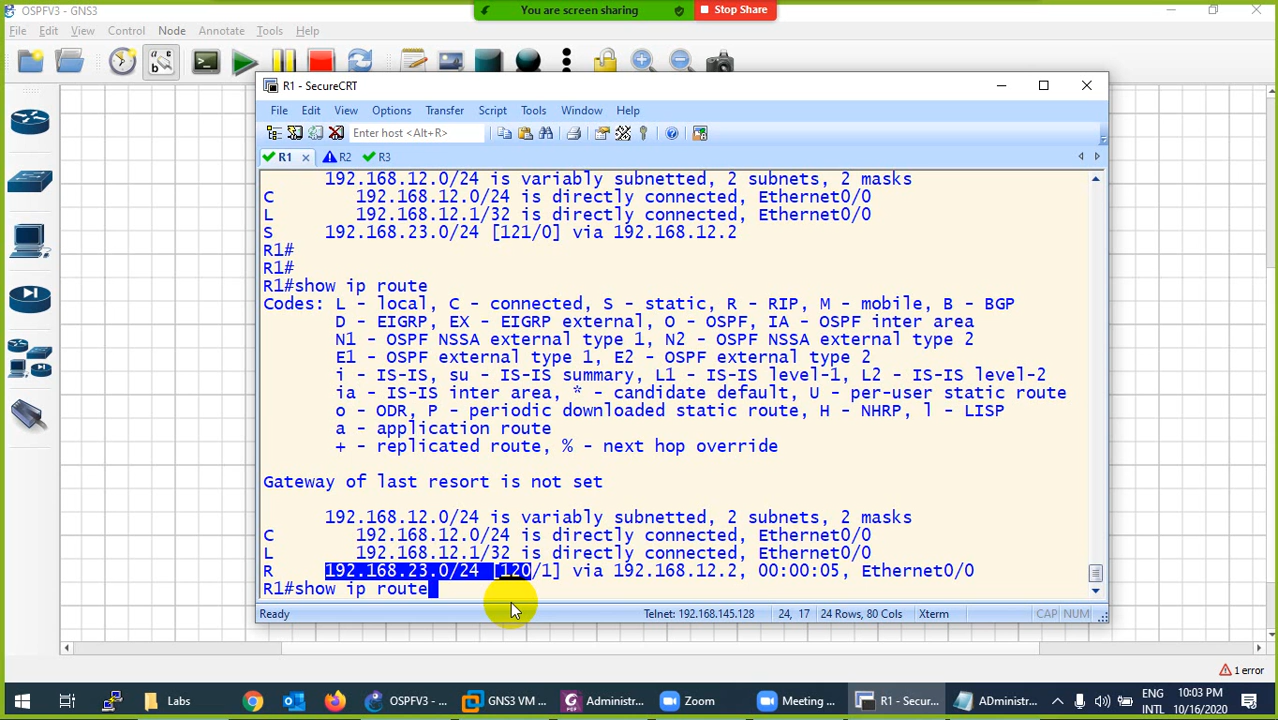 OSPFV3 - GNS3
You are screen sharing
Stop Share
File Edit View Control Node Annotate Tools Help
R1 - SecureCRT
File Edit View Options Transfer Script Tools Window Help
Enter host <Alt+R>
R1 R2 R3
192.168.12.0/24 is variably subnetted, 2 subnets, 2 masks
C 192.168.12.0/24 is directly connected, Ethernet0/0
L 192.168.12.1/32 is directly connected, Ethernet0/0
S 192.168.23.0/24 [121/0] via 192.168.12.2
R1#
R1#
R1#show ip route
Codes: L - local, C - connected, S - static, R - RIP, M - mobile, B - BGP
D - EIGRP, EX - EIGRP external, O - OSPF, IA - OSPF inter area
N1 - OSPF NSSA external type 1, N2 - OSPF NSSA external type 2
E1 - OSPF external type 1, E2 - OSPF external type 2
i - IS-IS, su - IS-IS summary, L1 - IS-IS level-1, L2 - IS-IS level-2
ia - IS-IS inter area, * - candidate default, U - per-user static route
o - ODR, P - periodic downloaded static route, H - NHRP, l - LISP
a - application route
+ - replicated route, % - next hop override
Gateway of last resort is not set
192.168.12.0/24 is variably subnetted, 2 subnets, 2 masks
C 192.168.12.0/24 is directly connected, Ethernet0/0
L 192.168.12.1/32 is directly connected, Ethernet0/0
R 192.168.23.0/24 [120/1] via 192.168.12.2, 00:00:05, Ethernet0/0
R1#show ip route
Ready Telnet: 192.168.145.128 24, 17 24 Rows, 80 Cols Xterm CAP NUM
1 error
Labs OSPFV3 - ... GNS3 VM ... Administr... Zoom Meeting ... R1 - Secur... ADministr... ENG 10:03 PM
INTL 10/16/2020